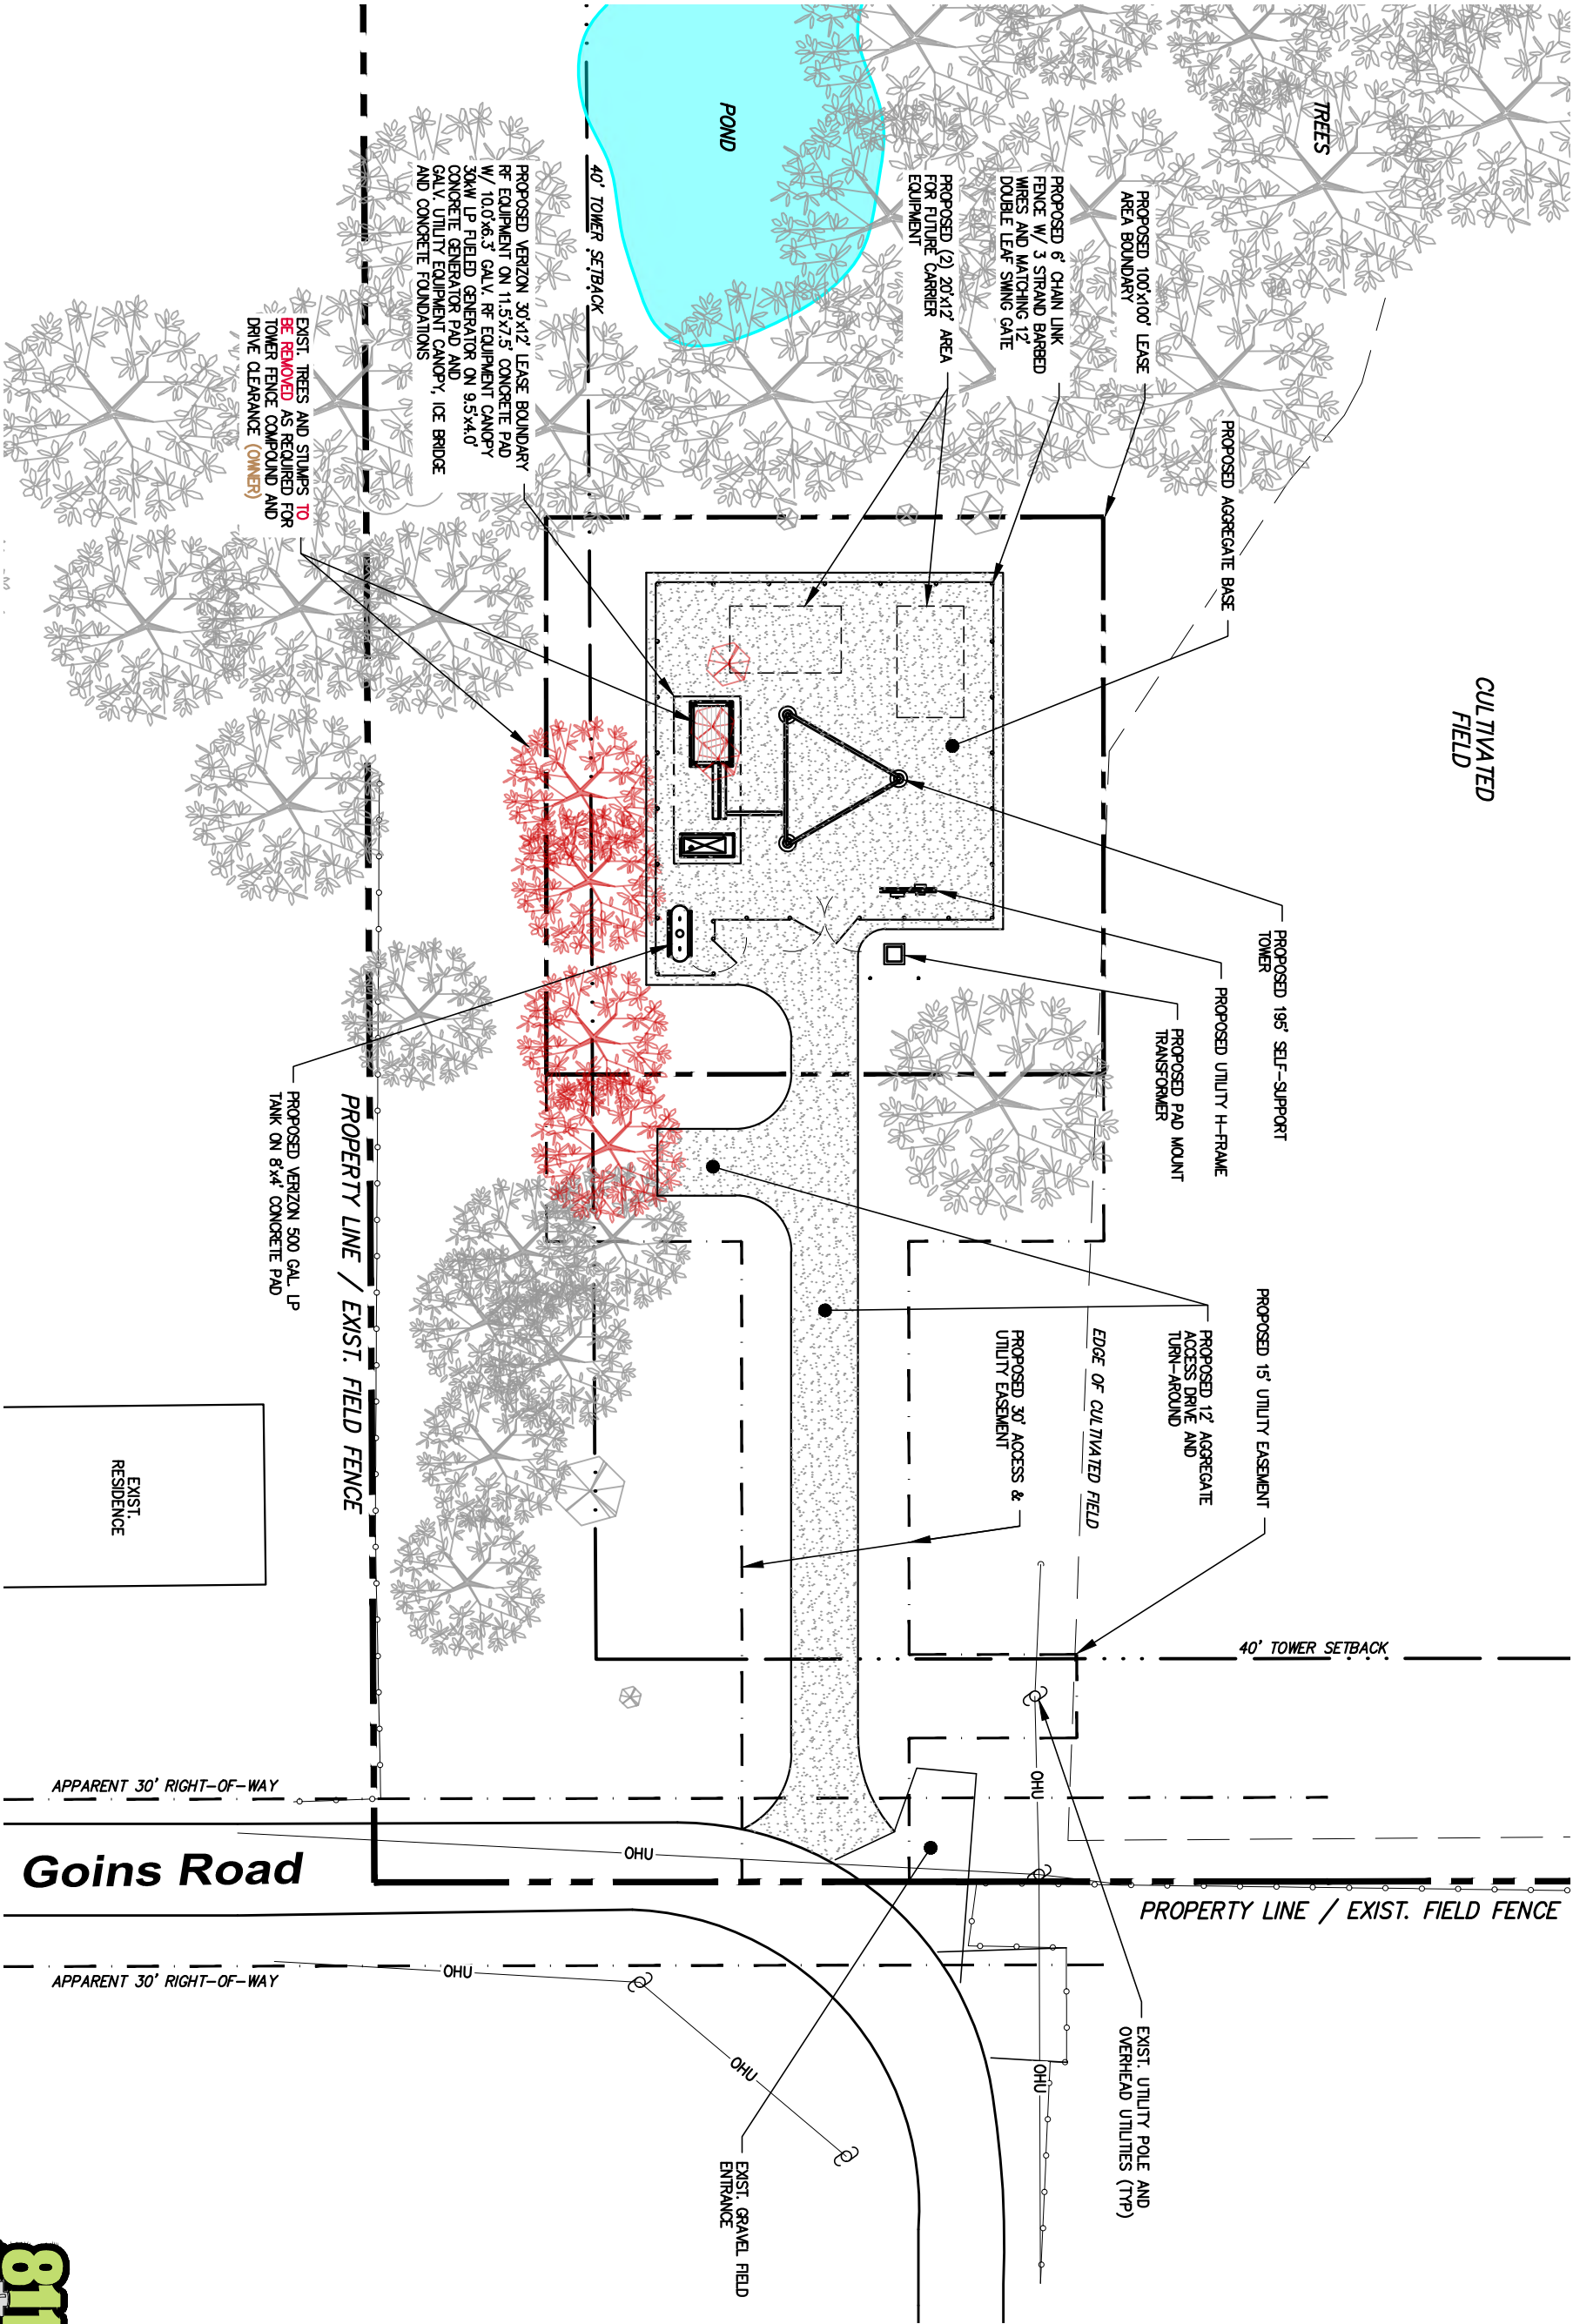 TREES
POND
CULTIVATED
FIELD
PROPOSED 100'x100' LEASE
AREA BOUNDARY
PROPOSED 6' CHAIN LINK
FENCE W/ 3 STRAND BARBED
WIRES AND MATCHING 12'
DOUBLE LEAF SWING GATE
PROPOSED (2) 20'x12' AREA
FOR FUTURE CARRIER
EQUIPMENT
40' TOWER SETBACK
PROPOSED VERIZON 30'x12' LEASE BOUNDARY
RF EQUIPMENT ON 11.5'x7.5' CONCRETE PAD
W/ 10.0'x6.3' GALV. RF EQUIPMENT CANOPY
30kW LP FUELED GENERATOR ON 9.5'x4.0'
CONCRETE GENERATOR PAD AND
GALV. UTILITY EQUIPMENT CANOPY, ICE BRIDGE
AND CONCRETE FOUNDATIONS
EXIST. TREES AND STUMPS TO
BE REMOVED AS REQUIRED FOR
TOWER FENCE COMPOUND AND
DRIVE CLEARANCE (OWNER)
PROPOSED AGGREGATE BASE
PROPOSED 195' SELF-SUPPORT
TOWER
PROPOSED UTILITY H-FRAME
PROPOSED PAD MOUNT
TRANSFORMER
PROPOSED VERIZON 500 GAL. LP
TANK ON 8'x4' CONCRETE PAD
PROPERTY LINE / EXIST. FIELD FENCE
PROPOSED 15' UTILITY EASEMENT
PROPOSED 12' AGGREGATE
ACCESS DRIVE AND
TURN-AROUND
EDGE OF CULTIVATED FIELD
PROPOSED 30' ACCESS &
UTILITY EASEMENT
EXIST.
RESIDENCE
40' TOWER SETBACK
APPARENT 30' RIGHT-OF-WAY
OHU
OHU
Goins Road
PROPERTY LINE / EXIST. FIELD FENCE
APPARENT 30' RIGHT-OF-WAY
OHU
OHU
OHU
EXIST. UTILITY POLE AND
OVERHEAD UTILITIES (TYP)
EXIST. GRAVEL FIELD
ENTRANCE
811